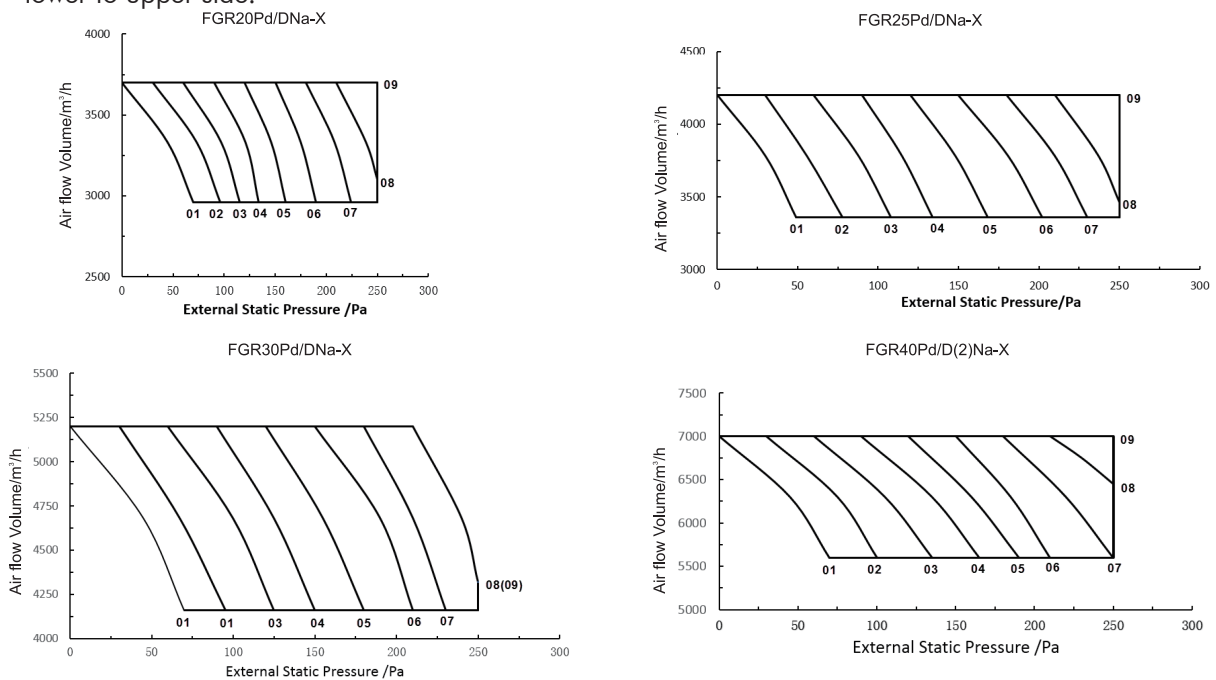 lower to upper side.
FGR20Pd/DNa-X
4000
3500
3000
2500
Air flow Volume/m³/h
09
08
01 02 03 04 05 06 07
0 50 100 150 200 250 300
External Static Pressure /Pa
FGR25Pd/DNa-X
4500
4000
3500
3000
Air flow Volume/m³/h
09
08
01 02 03 04 05 06 07
0 50 100 150 200 250 300
External Static Pressure/Pa
FGR30Pd/DNa-X
5500
5250
5000
4750
4500
4250
4000
Air flow Volume/m³/h
08(09)
01 01 03 04 05 06 07
0 50 100 150 200 250 300
External Static Pressure /Pa
FGR40Pd/D(2)Na-X
7500
7000
6500
6000
5500
5000
Air flow Volume/m³/h
09
08
01 02 03 04 05 06 07
0 50 100 150 200 250 300
External Static Pressure /Pa